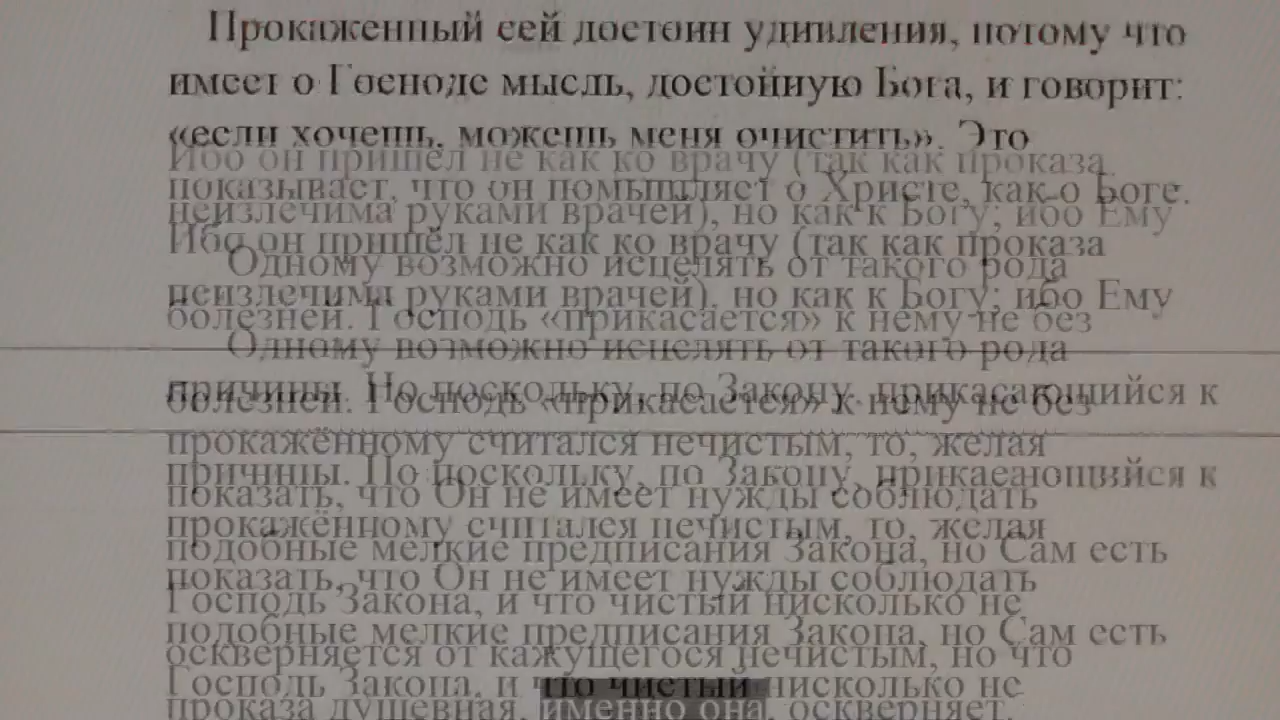 Прокаженный сей достоин удивления, потому что
имеет о Господе мысль, достойную Бога, и говорит:
«если хочешь, можешь меня очистить». Это
Ибо он пришёл не как ко врачу (так как проказа
показывает, что он помышляет о Христе, как о Боге.
неизлечима руками врачей), но как к Богу; ибо Ему
Ибо он пришёл не как ко врачу (так как проказа
Одному возможно исцелять от такого рода
неизлечима руками врачей), но как к Богу; ибо Ему
болезней. Господь «прикасается» к нему не без
Одному возможно исцелять от такого рода
причины. Но поскольку, по Закону, прикасающийся к
болезней. Господь «прикасается» к нему не без
прокажённому считался нечистым, то, желая
причины. Но поскольку, по Закону, прикасающийся к
показать, что Он не имеет нужды соблюдать
прокажённому считался нечистым, то, желая
подобные мелкие предписания Закона, но Сам есть
показать, что Он не имеет нужды соблюдать
Господь Закона, и что чистый нисколько не
подобные мелкие предписания Закона, но Сам есть
оскверняется от кажущегося нечистым, но что
Господь Закона, и что чистый нисколько не
проказа душевная, именно она, оскверняет.